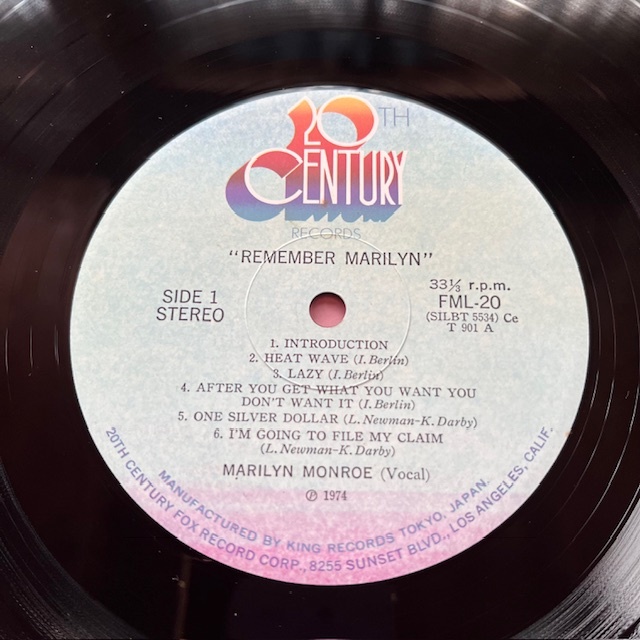 20TH
CENTURY
RECORDS
"REMEMBER MARILYN"
SIDE 1
STEREO
33⅓ r.p.m.
FML-20
(SILBT 5534) Ce
T 901 A
1. INTRODUCTION
2. HEAT WAVE (I. Berlin)
3. LAZY (I. Berlin)
4. AFTER YOU GET WHAT YOU WANT YOU
DON'T WANT IT (I. Berlin)
5. ONE SILVER DOLLAR (L. Newman-K. Darby)
6. I'M GOING TO FILE MY CLAIM
(L. Newman-K. Darby)
MARILYN MONROE (Vocal)
℗ 1974
MANUFACTURED BY KING RECORDS TOKYO, JAPAN.
20TH CENTURY FOX RECORD CORP., 8255 SUNSET BLVD., LOS ANGELES, CALIF.